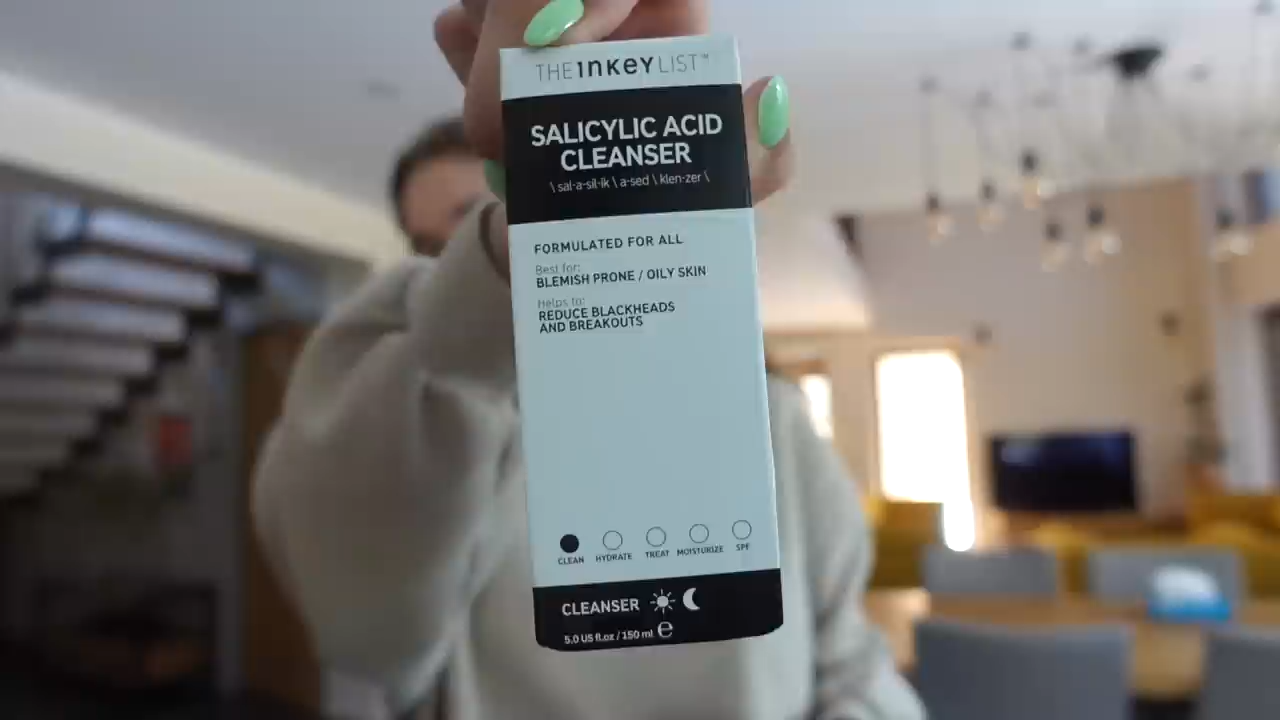 THE INKEY LIST™
SALICYLIC ACID
CLEANSER
\ sal-a-sil-ik \ a-sed \ klen-zer \
FORMULATED FOR ALL
Best for:
BLEMISH PRONE / OILY SKIN
Helps to:
REDUCE BLACKHEADS
AND BREAKOUTS
CLEAN HYDRATE TREAT MOISTURIZE SPF
CLEANSER
5.0 US fl.oz / 150 ml ℮